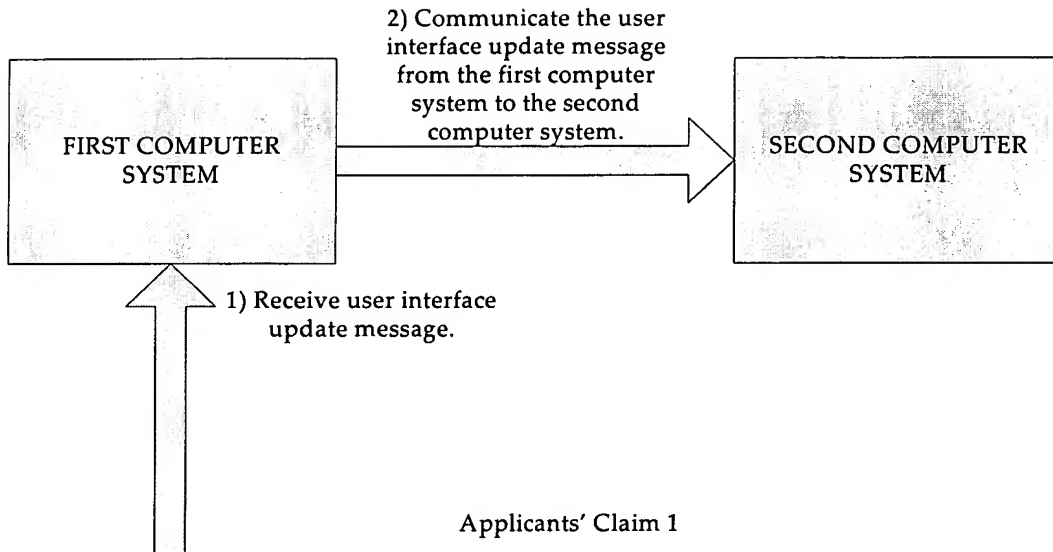 2) Communicate the user
interface update message
from the first computer
system to the second
computer system.
FIRST COMPUTER
SYSTEM
SECOND COMPUTER
SYSTEM
1) Receive user interface
update message.
Applicants' Claim 1